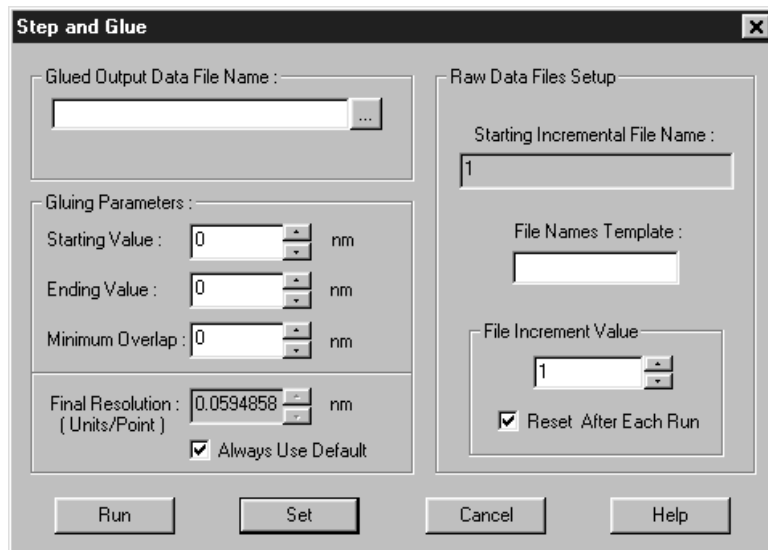 Step and Glue
Glued Output Data File Name :
...
Gluing Parameters :
Starting Value : 0 nm
Ending Value : 0 nm
Minimum Overlap : 0 nm
Final Resolution : 0.0594858 nm
( Units/Point )
Always Use Default
Raw Data Files Setup
Starting Incremental File Name :
1
File Names Template :
File Increment Value
1
Reset After Each Run
Run Set Cancel Help